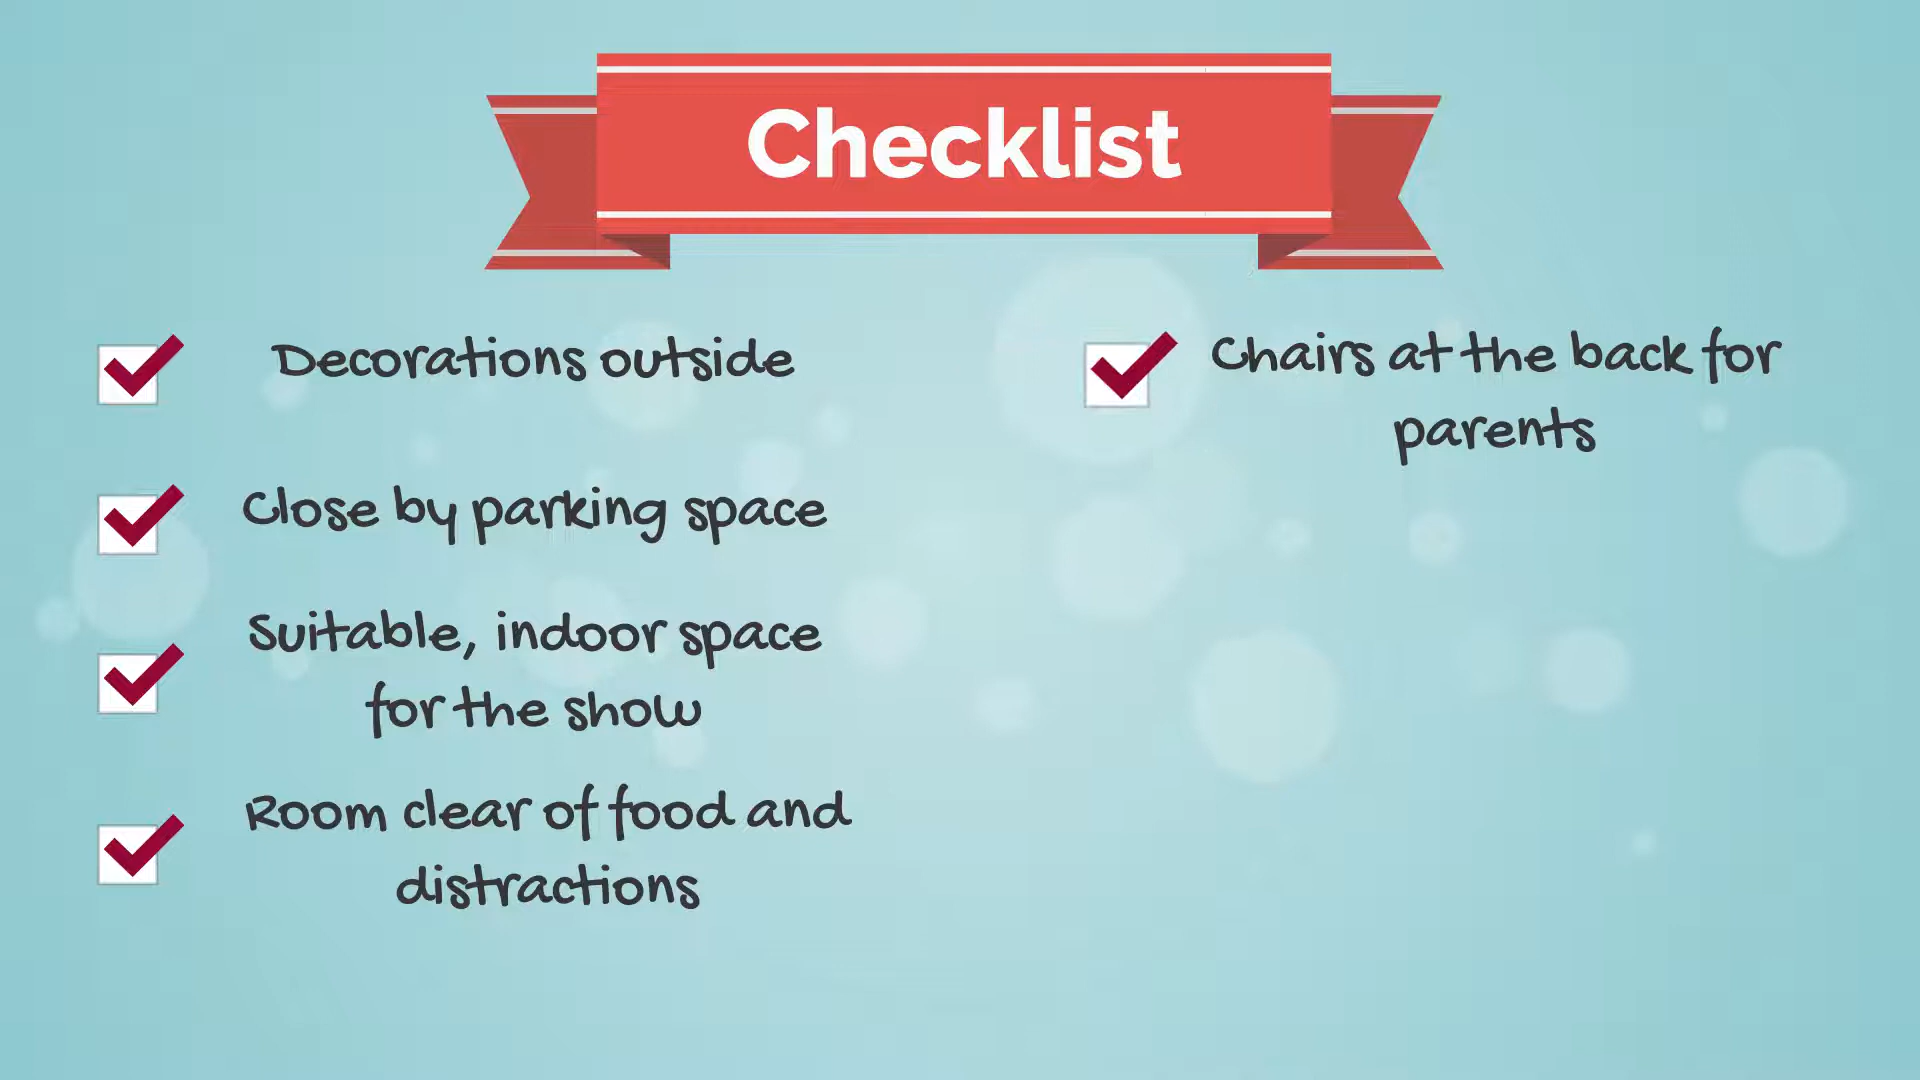 Checklist
Decorations outside
Close by parking space
Suitable, indoor space
for the show
Room clear of food and
distractions
Chairs at the back for
parents